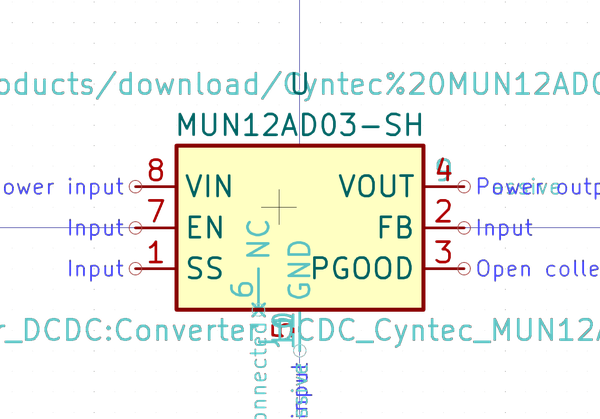 oducts/download/Cyntec%20MUN12AD0
U
MUN12AD03-SH
8 VIN VOUT 4
ower input Power outp
7 EN FB 2
Input Input
1 SS PGOOD 3
Input Open colle
NC
6
GND
r_DCDC:Converter_DCDC_Cyntec_MUN12A
onnected
input